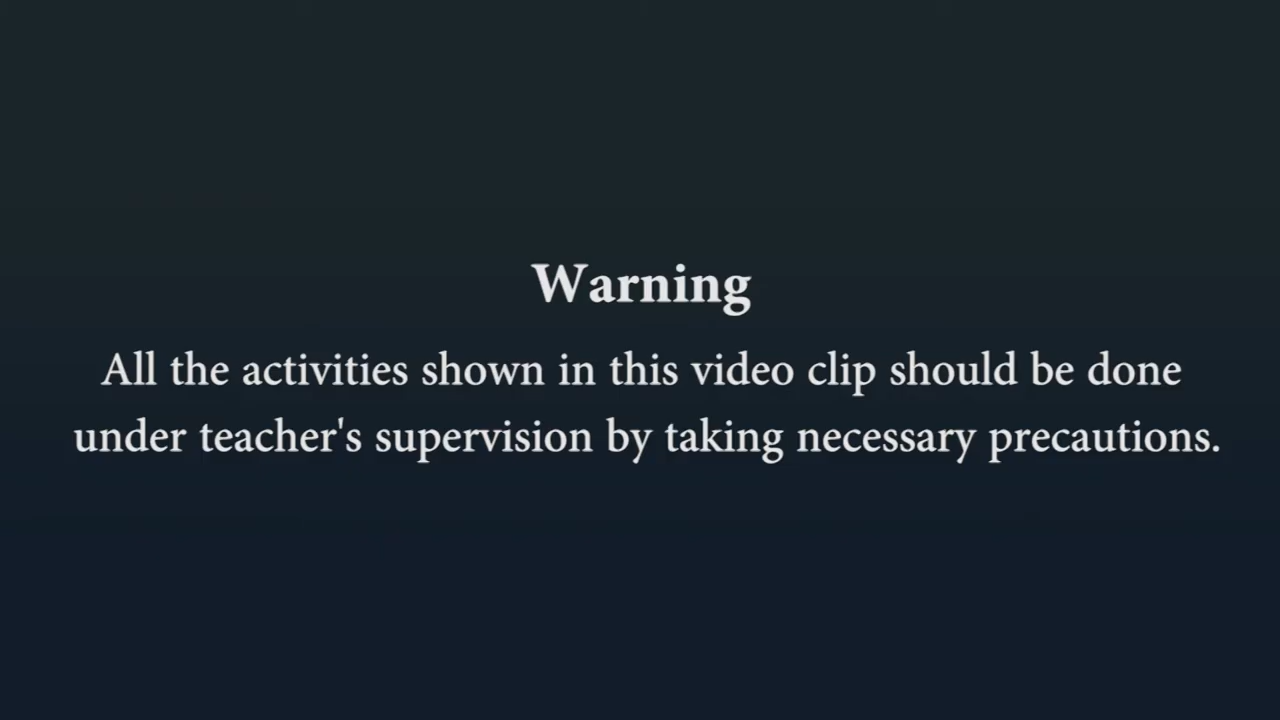 Warning
All the activities shown in this video clip should be done
under teacher's supervision by taking necessary precautions.